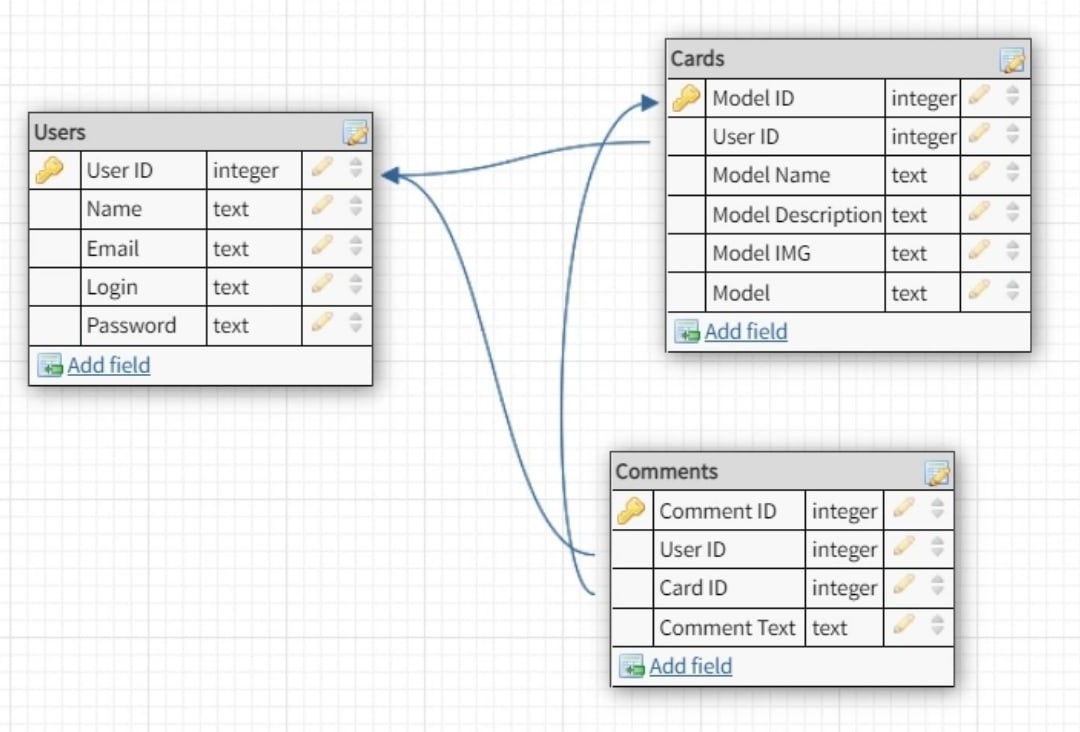 Users
User ID integer
Name text
Email text
Login text
Password text
Add field
Cards
Model ID integer
User ID integer
Model Name text
Model Description text
Model IMG text
Model text
Add field
Comments
Comment ID integer
User ID integer
Card ID integer
Comment Text text
Add field